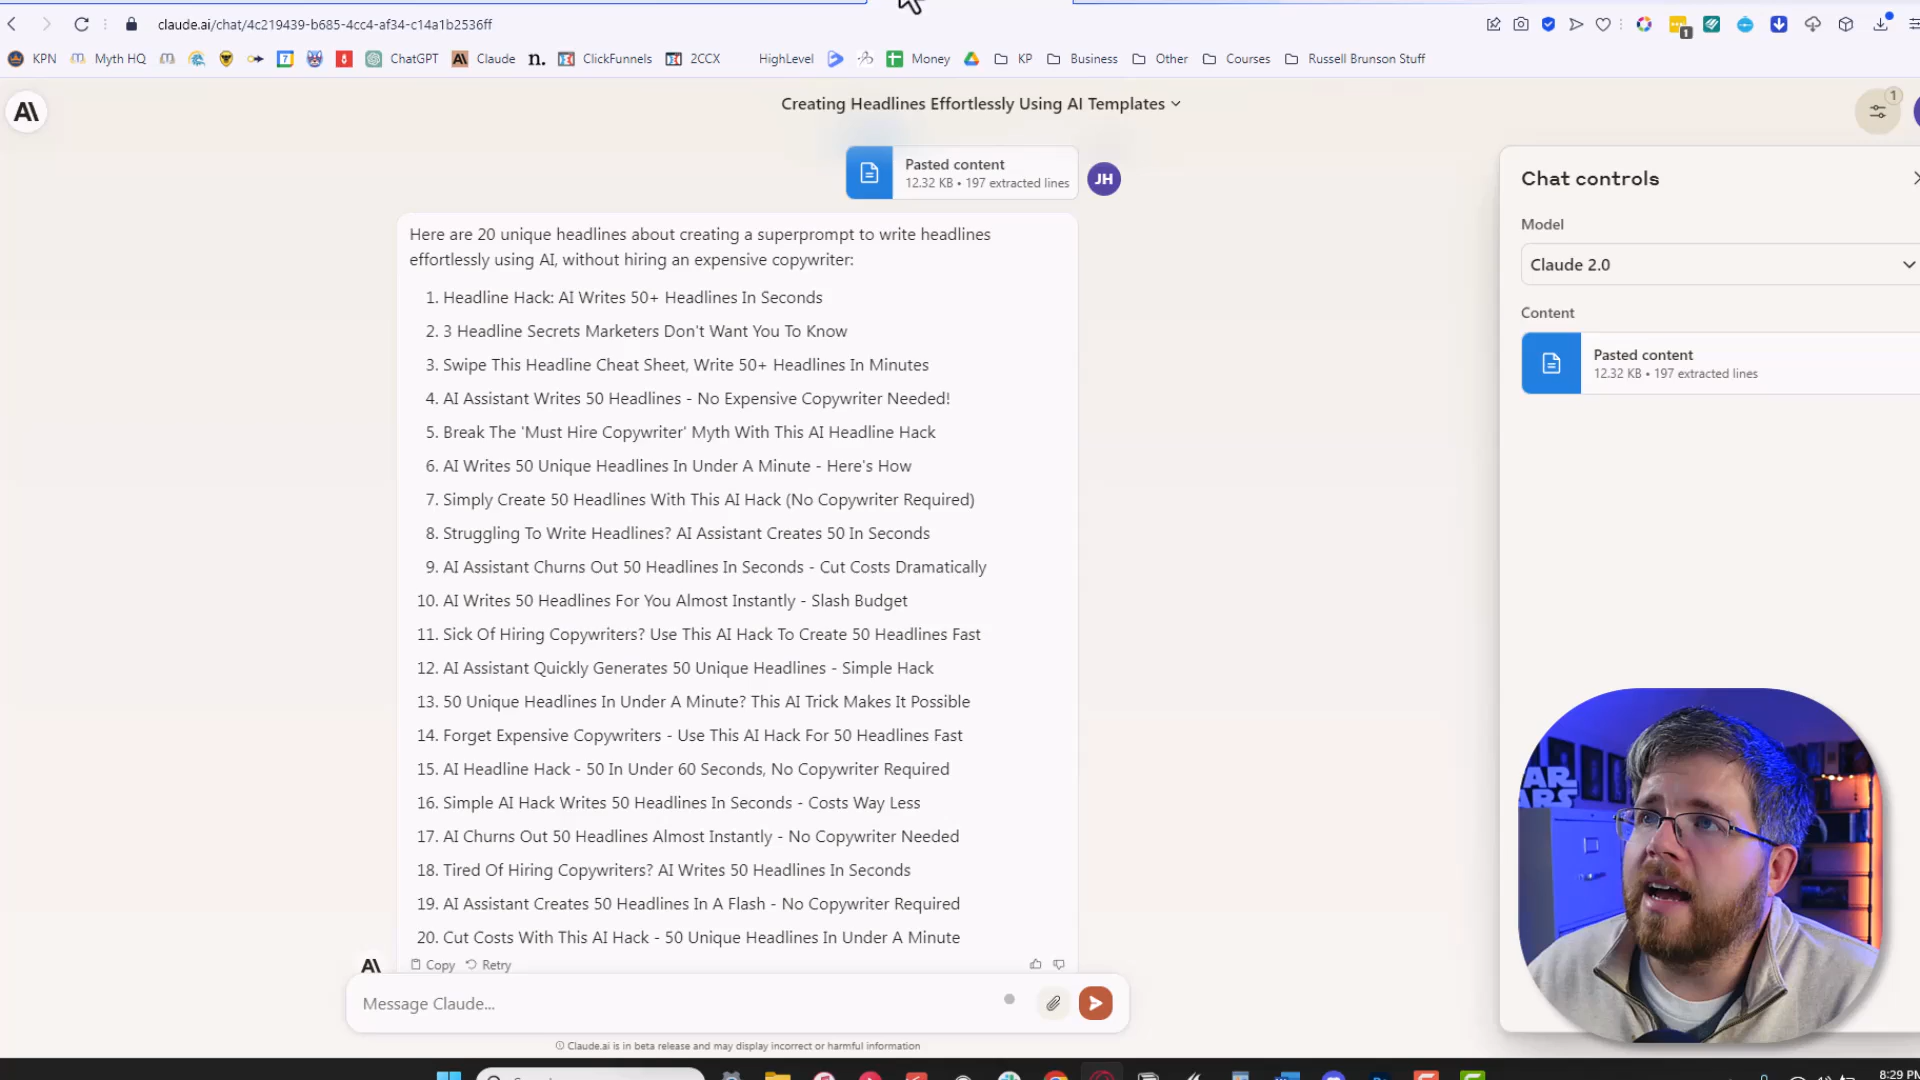 claude.ai/chat/4c219439-b685-4cc4-af34-c14a1b2536ff
1
KPN Myth HQ 7 ChatGPT Claude n. ClickFunnels 2CCX HighLevel Money KP Business Other Courses Russell Brunson Stuff
Creating Headlines Effortlessly Using AI Templates
1
Pasted content
12.32 KB • 197 extracted lines
JH
Here are 20 unique headlines about creating a superprompt to write headlines
effortlessly using AI, without hiring an expensive copywriter:
1. Headline Hack: AI Writes 50+ Headlines In Seconds
2. 3 Headline Secrets Marketers Don't Want You To Know
3. Swipe This Headline Cheat Sheet, Write 50+ Headlines In Minutes
4. AI Assistant Writes 50 Headlines - No Expensive Copywriter Needed!
5. Break The 'Must Hire Copywriter' Myth With This AI Headline Hack
6. AI Writes 50 Unique Headlines In Under A Minute - Here's How
7. Simply Create 50 Headlines With This AI Hack (No Copywriter Required)
8. Struggling To Write Headlines? AI Assistant Creates 50 In Seconds
9. AI Assistant Churns Out 50 Headlines In Seconds - Cut Costs Dramatically
10. AI Writes 50 Headlines For You Almost Instantly - Slash Budget
11. Sick Of Hiring Copywriters? Use This AI Hack To Create 50 Headlines Fast
12. AI Assistant Quickly Generates 50 Unique Headlines - Simple Hack
13. 50 Unique Headlines In Under A Minute? This AI Trick Makes It Possible
14. Forget Expensive Copywriters - Use This AI Hack For 50 Headlines Fast
15. AI Headline Hack - 50 In Under 60 Seconds, No Copywriter Required
16. Simple AI Hack Writes 50 Headlines In Seconds - Costs Way Less
17. AI Churns Out 50 Headlines Almost Instantly - No Copywriter Needed
18. Tired Of Hiring Copywriters? AI Writes 50 Headlines In Seconds
19. AI Assistant Creates 50 Headlines In A Flash - No Copywriter Required
20. Cut Costs With This AI Hack - 50 Unique Headlines In Under A Minute
Copy Retry
Message Claude...
Claude.ai is in beta release and may display incorrect or harmful information
Chat controls
Model
Claude 2.0
Content
Pasted content
12.32 KB • 197 extracted lines
STAR
WARS
8:29 PM